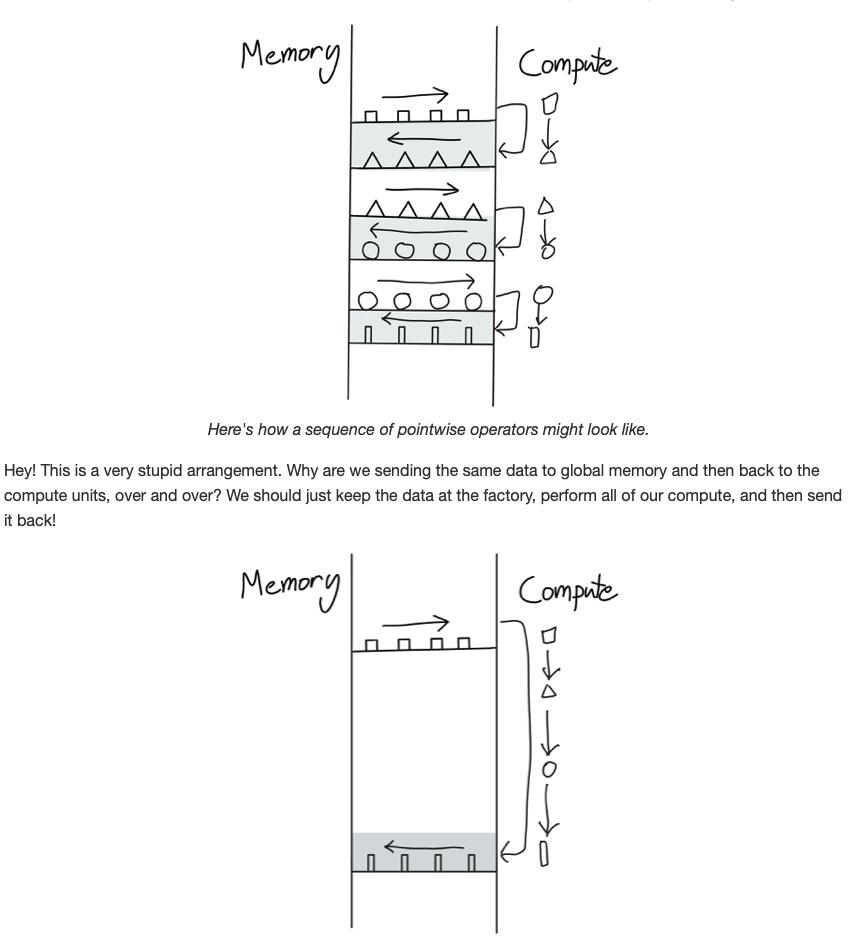 Memory
Compute
Here's how a sequence of pointwise operators might look like.
Hey! This is a very stupid arrangement. Why are we sending the same data to global memory and then back to the
compute units, over and over? We should just keep the data at the factory, perform all of our compute, and then send
it back!
Memory
Compute